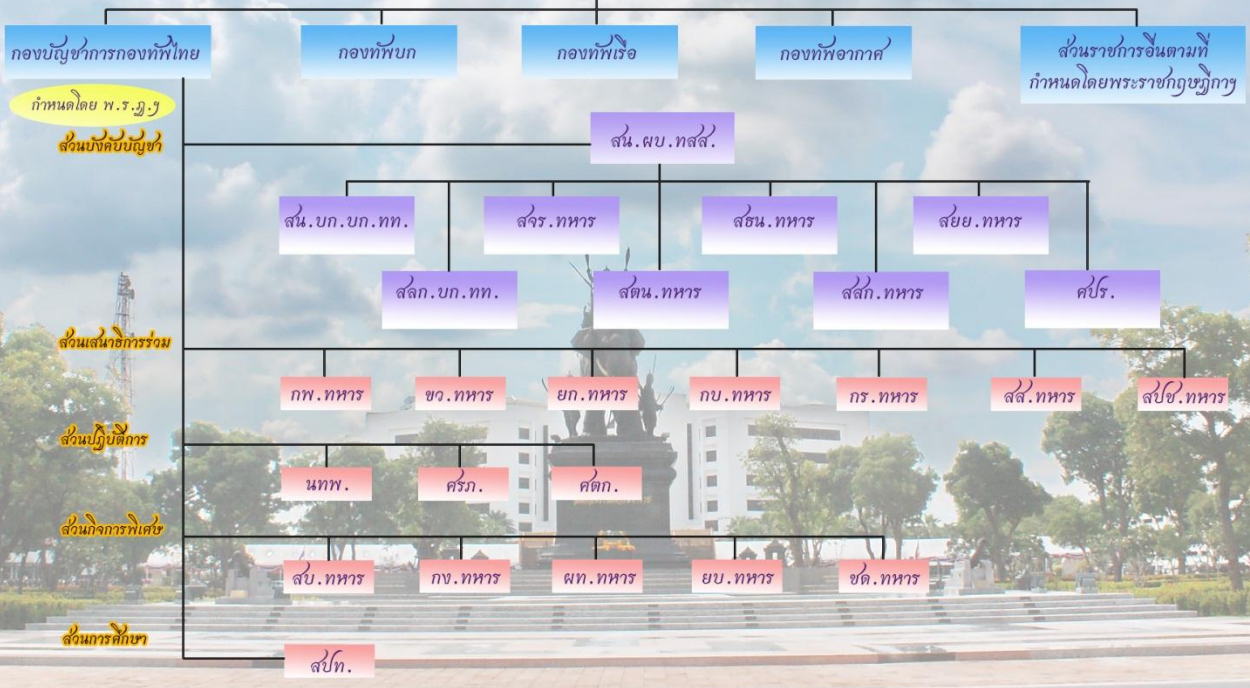 กองบัญชาการกองทัพไทย
กองทัพบก
กองทัพเรือ
กองทัพอากาศ
ส่วนราชการอื่นตามที่
กำหนดโดยพระราชกฤษฎีกาฯ
กำหนดโดย พ.ร.ฎ.ฯ
ส่วนบังคับบัญชา
สน.ผบ.ทสส.
สน.บก.บก.ทท.
สจร.ทหาร
สธน.ทหาร
สยย.ทหาร
สลก.บก.ทท.
สตน.ทหาร
สสก.ทหาร
ศปร.
ส่วนเสนาธิการร่วม
กพ.ทหาร
ขว.ทหาร
ยก.ทหาร
กบ.ทหาร
กร.ทหาร
สส.ทหาร
สปช.ทหาร
ส่วนปฏิบัติการ
นทพ.
ศรภ.
ศตก.
ส่วนกิจการพิเศษ
สบ.ทหาร
กง.ทหาร
ผท.ทหาร
ยบ.ทหาร
ชด.ทหาร
ส่วนการศึกษา
สปท.